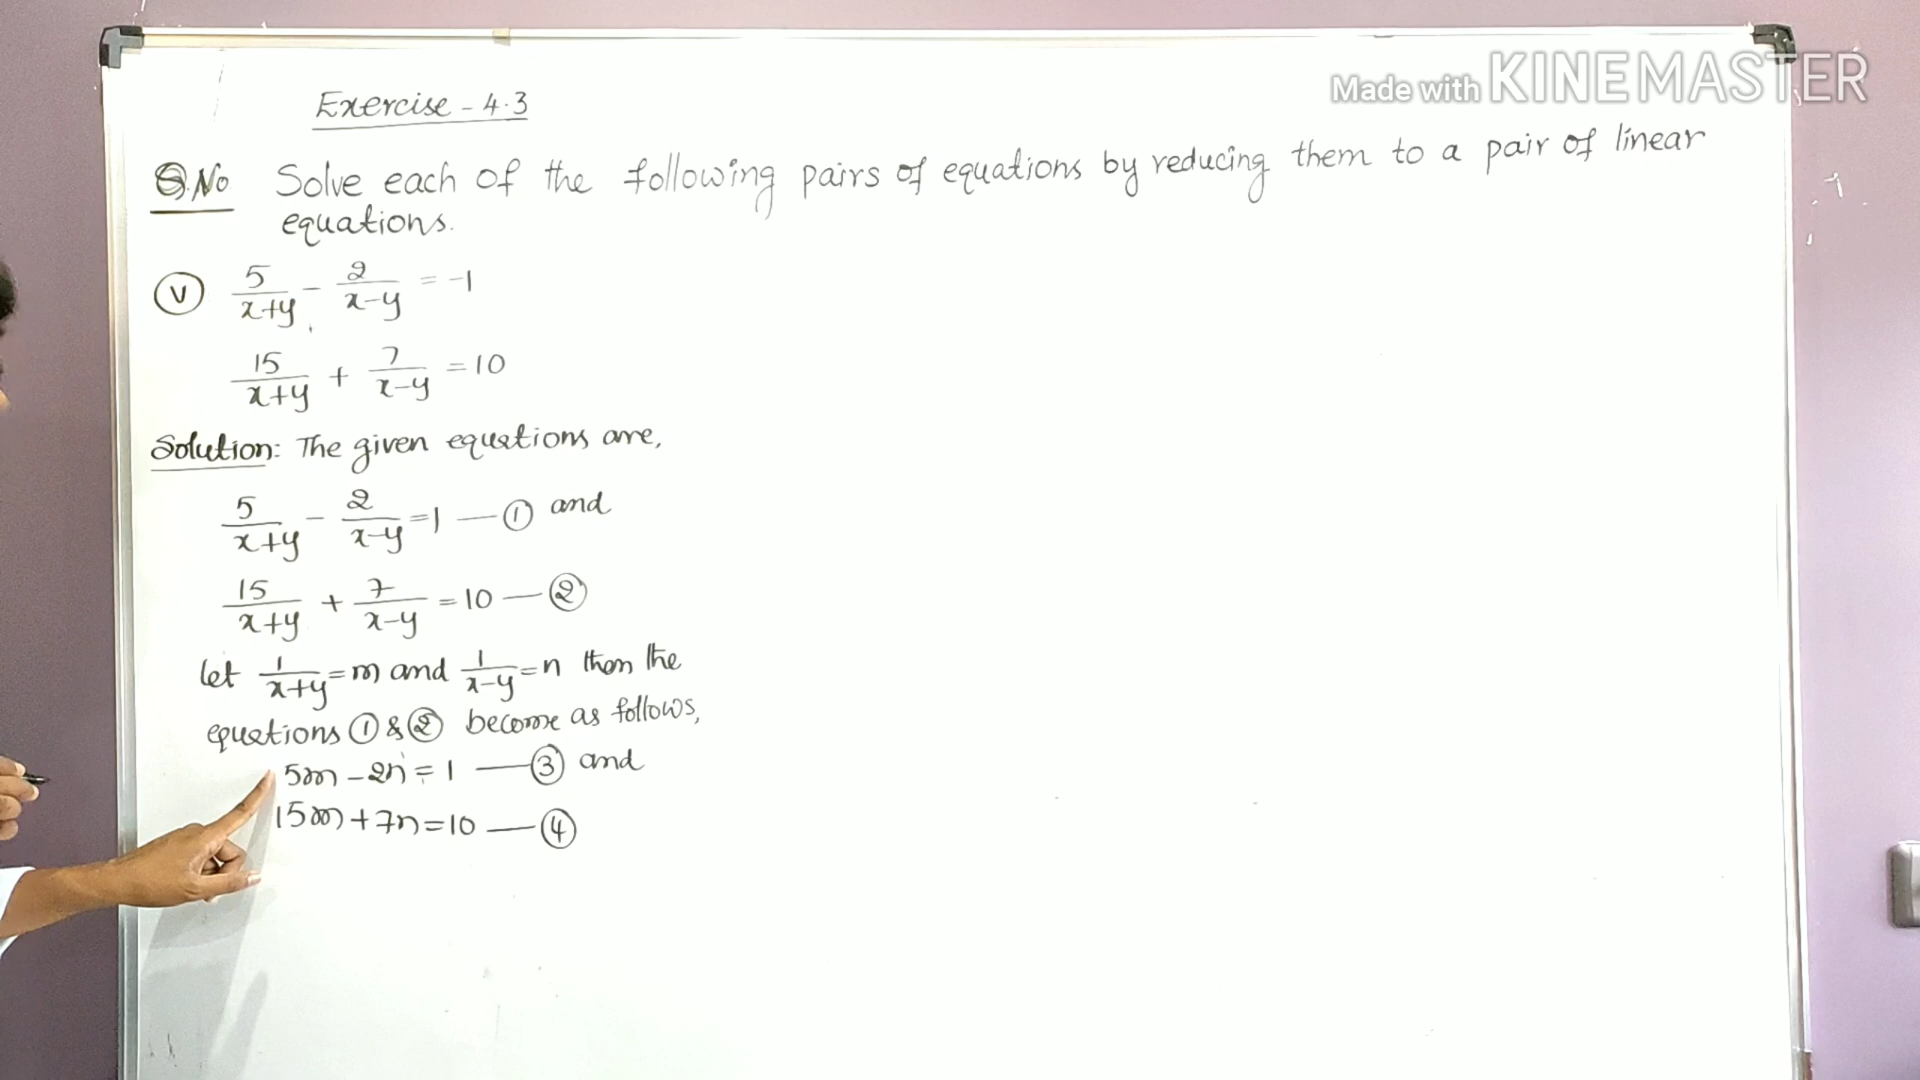 Made with KINEMASTER
Exercise - 4.3
Q.No Solve each of the following pairs of equations by reducing them to a pair of linear
equations.
(v) 5/(x+y) - 2/(x-y) = -1
15/(x+y) + 7/(x-y) = 10
Solution: The given equations are,
5/(x+y) - 2/(x-y) = 1 — ① and
15/(x+y) + 7/(x-y) = 10 — ②
let 1/(x+y) = m and 1/(x-y) = n then the
equations ① & ② become as follows,
5m - 2n = 1 — ③ and
15m + 7n = 10 — ④